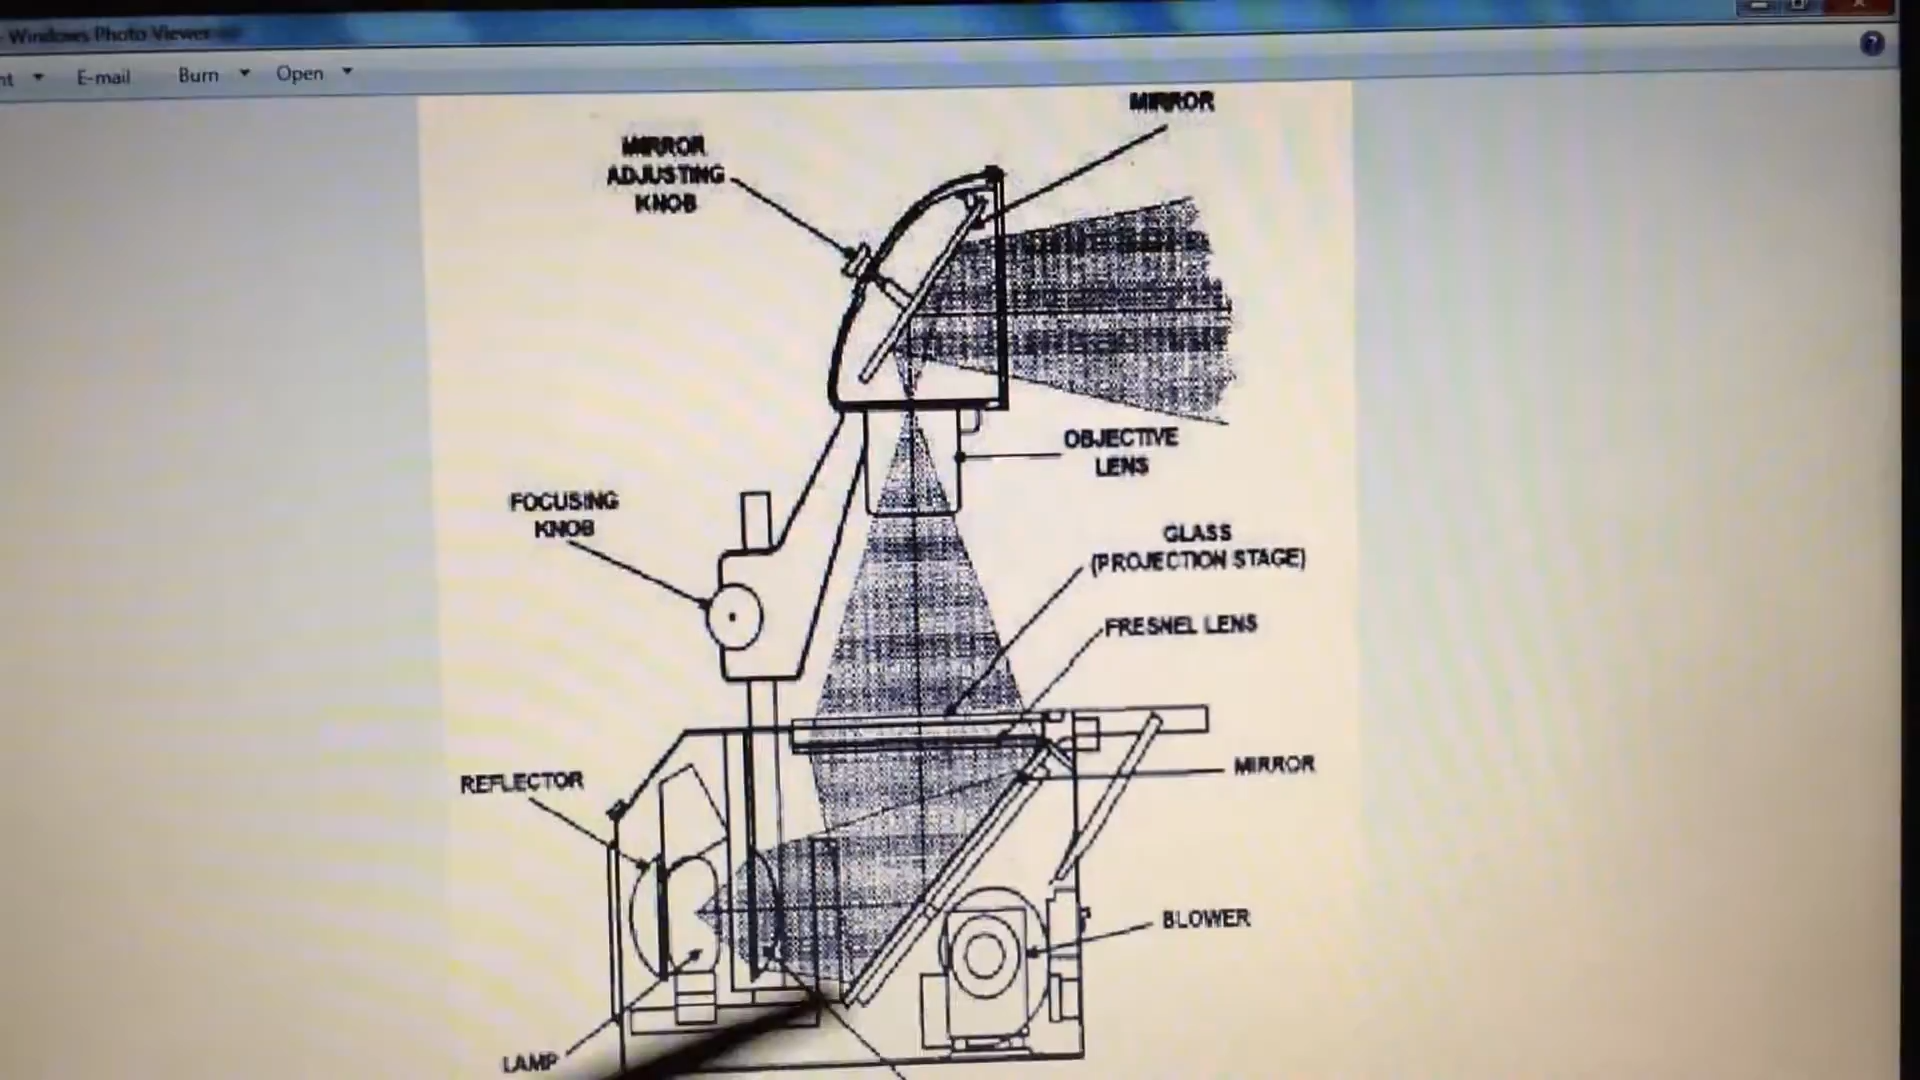 - Windows Photo Viewer
nt E-mail Burn Open
MIRROR
MIRROR
ADJUSTING
KNOB
OBJECTIVE
LENS
FOCUSING
KNOB
GLASS
(PROJECTION STAGE)
FRESNEL LENS
REFLECTOR
MIRROR
BLOWER
LAMP